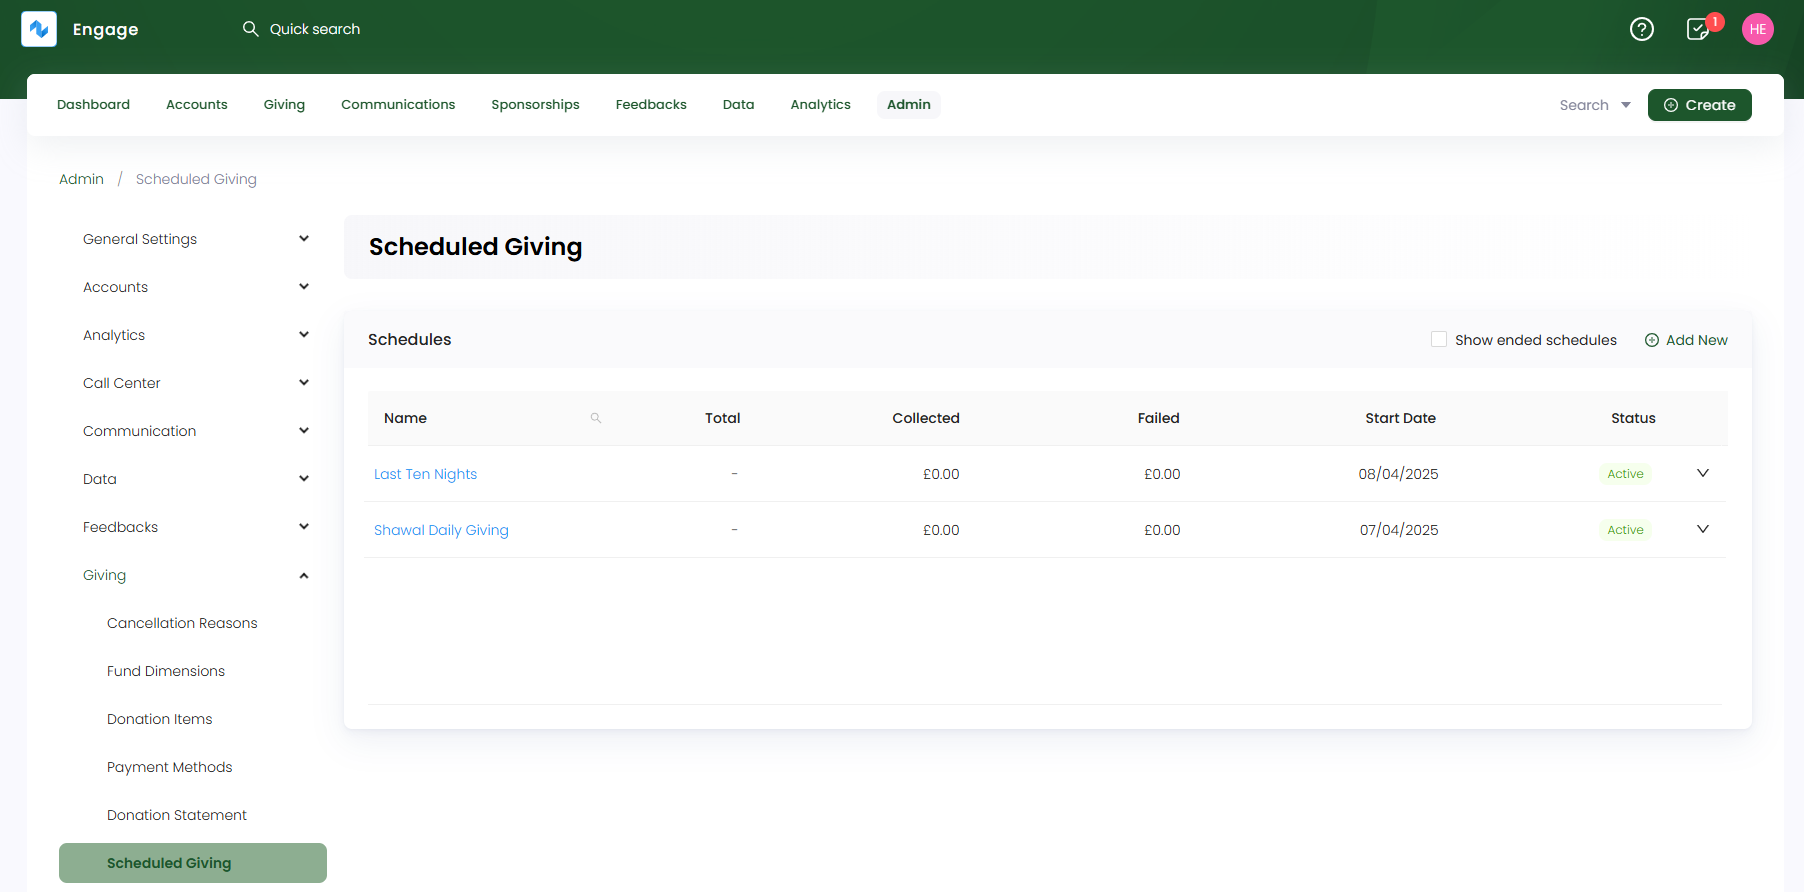 Engage
Quick search
1
HE
Dashboard Accounts Giving Communications Sponsorships Feedbacks Data Analytics Admin Search Create
Admin / Scheduled Giving
General Settings
Accounts
Analytics
Call Center
Communication
Data
Feedbacks
Giving
Cancellation Reasons
Fund Dimensions
Donation Items
Payment Methods
Donation Statement
Scheduled Giving
Scheduled Giving
Schedules Show ended schedules Add New
Name Total Collected Failed Start Date Status
Last Ten Nights - £0.00 £0.00 08/04/2025 Active
Shawal Daily Giving - £0.00 £0.00 07/04/2025 Active